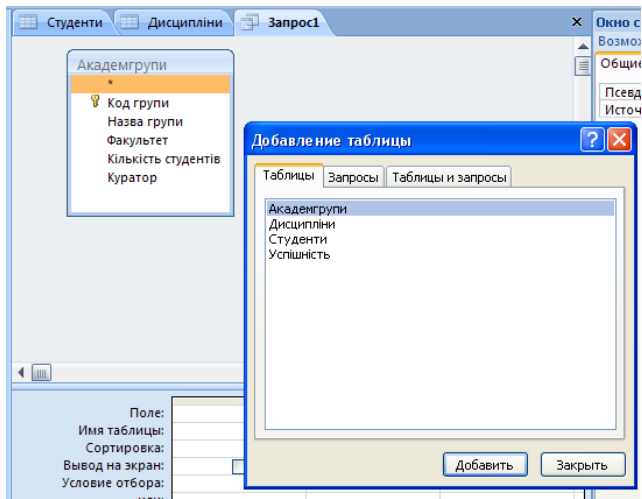 Студенти Дисципліни Запрос1
Академгрупи
*
Код групи
Назва групи
Факультет
Кількість студентів
Куратор
Добавление таблицы
Таблицы Запросы Таблицы и запросы
Академгрупи
Дисципліни
Студенти
Успішність
Добавить Закрыть
Поле:
Имя таблицы:
Сортировка:
Вывод на экран:
Условие отбора:
или:
Окно с
Возмож
Общие
Псевд
Источ